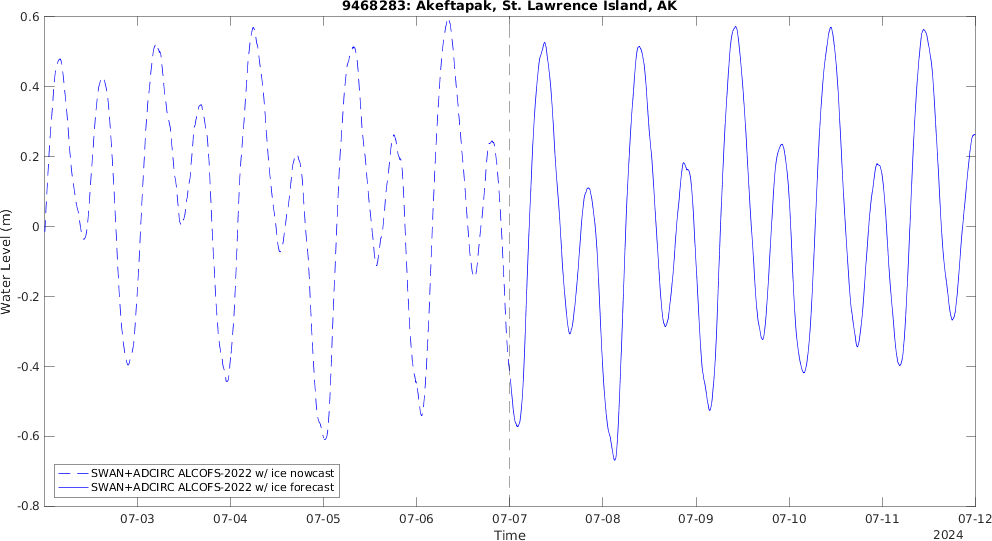 9468283: Akeftapak, St. Lawrence Island, AK
0.6
0.4
0.2
0
-0.2
-0.4
-0.6
-0.8
Water Level (m)
SWAN+ADCIRC ALCOFS-2022 w/ ice nowcast
SWAN+ADCIRC ALCOFS-2022 w/ ice forecast
07-03 07-04 07-05 07-06 07-07 07-08 07-09 07-10 07-11 07-12
Time
2024